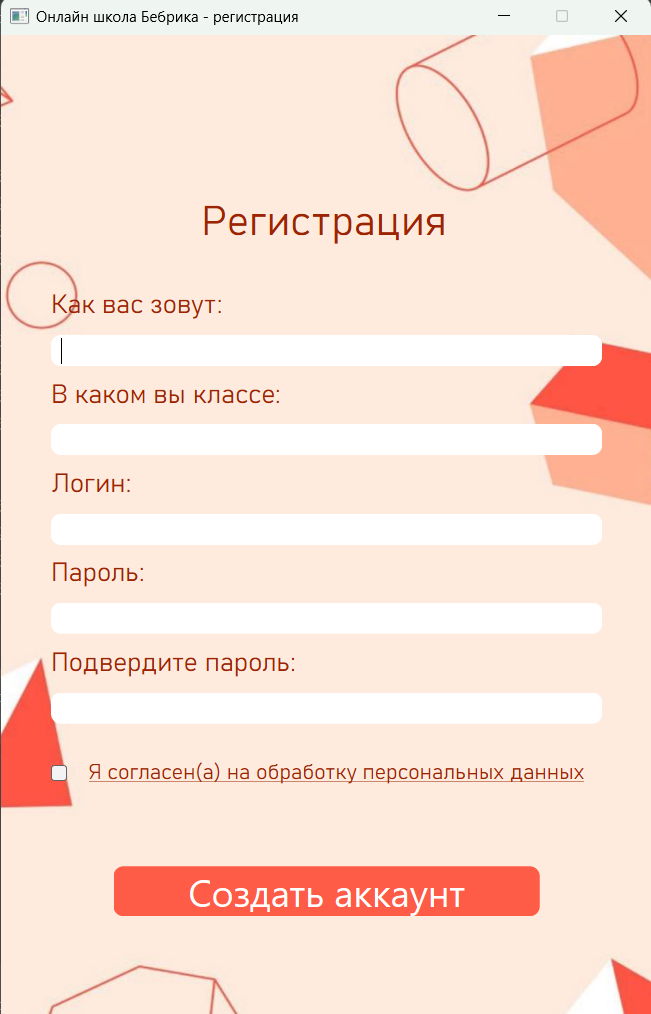 Онлайн школа Бебрика - регистрация
Регистрация
Как вас зовут:
В каком вы классе:
Логин:
Пароль:
Подвердите пароль:
Я согласен(а) на обработку персональных данных
Создать аккаунт